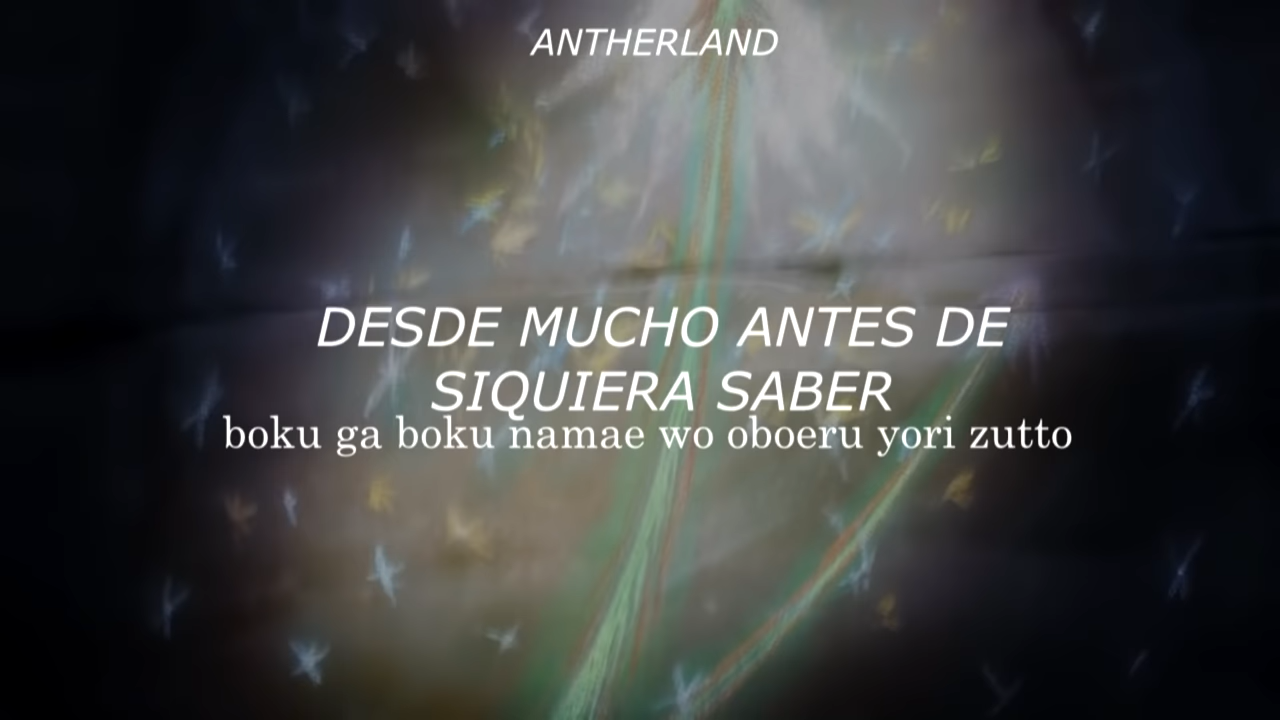 ANTHERLAND
DESDE MUCHO ANTES DE
SIQUIERA SABER
boku ga boku namae wo oboeru yori zutto